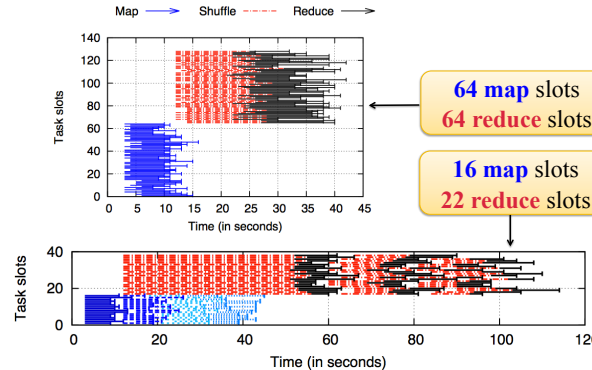 Map Shuffle Reduce
140
120
100
80
60
40
20
0
Task slots
0 5 10 15 20 25 30 35 40 45
Time (in seconds)
64 map slots
64 reduce slots
16 map slots
22 reduce slots
40
20
0
Task slots
0 20 40 60 80 100 120
Time (in seconds)